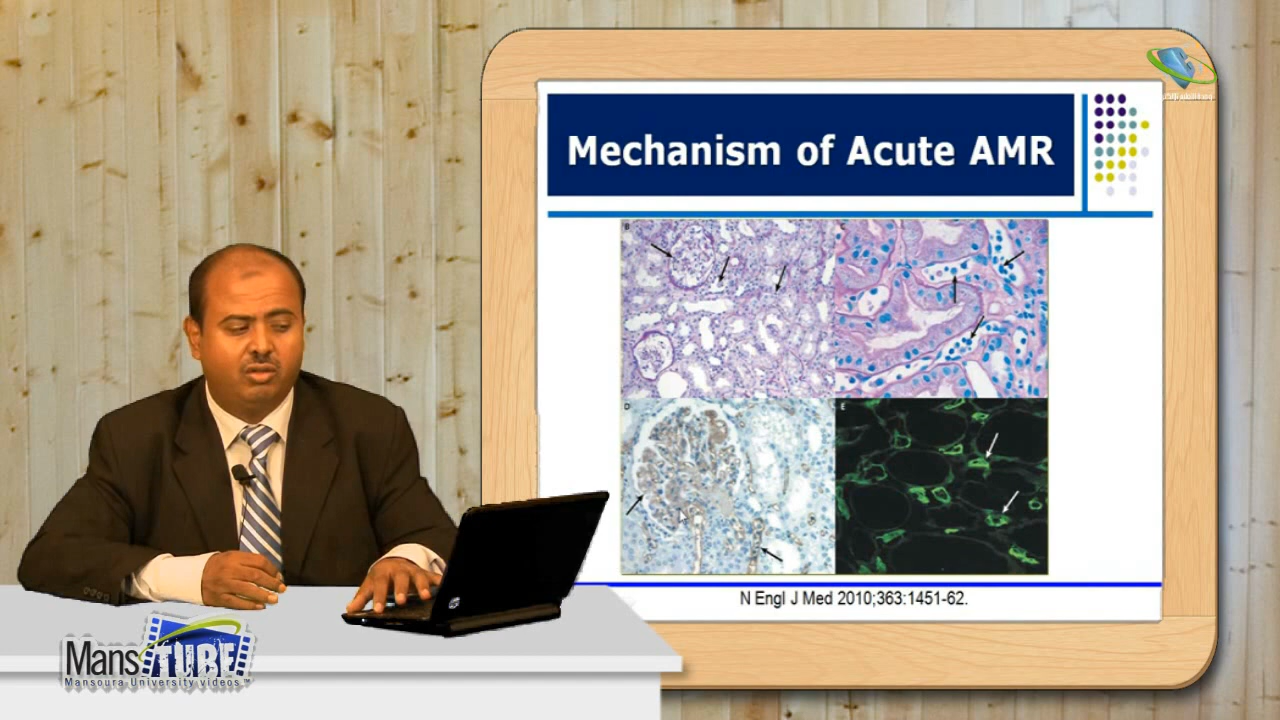 Mechanism of Acute AMR
B
C
D
E
N Engl J Med 2010;363:1451-62.
Mans TUBE
Mansoura University videos